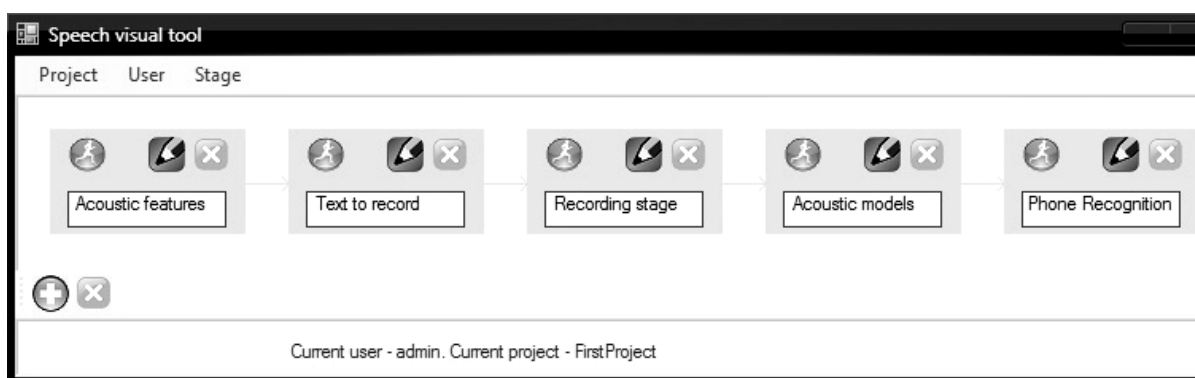 Speech visual tool
Project User Stage
Acoustic features Text to record Recording stage Acoustic models Phone Recognition
Current user - admin. Current project - FirstProject